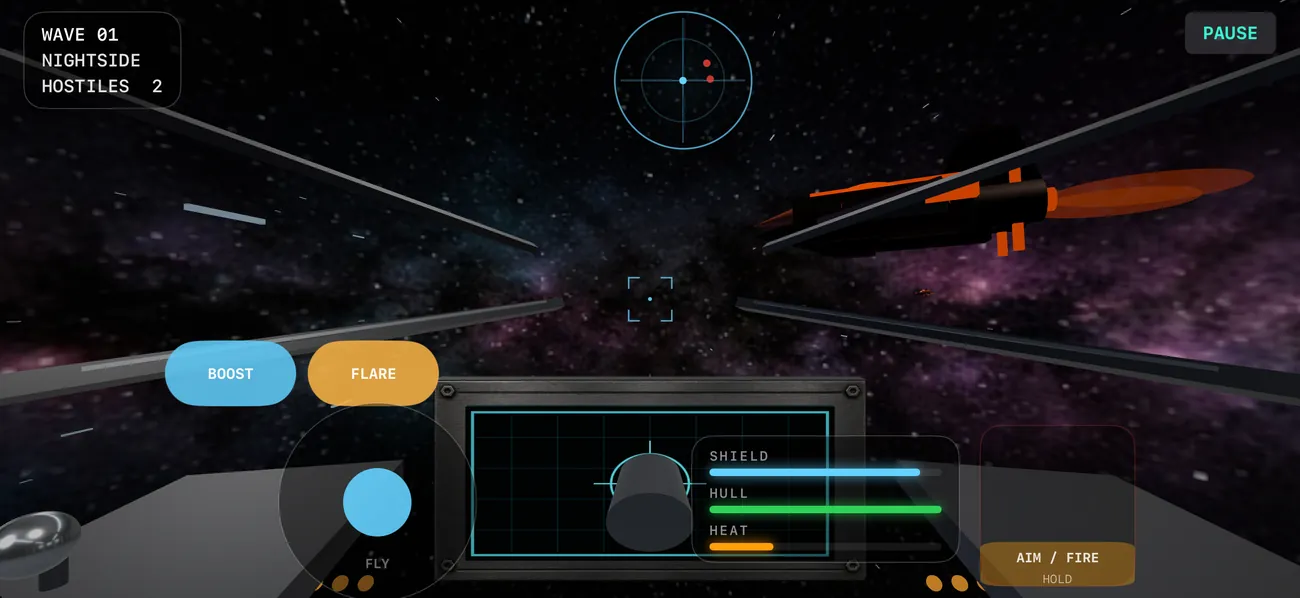 WAVE 01
NIGHTSIDE
HOSTILES 2
PAUSE
BOOST
FLARE
FLY
SHIELD
HULL
HEAT
AIM / FIRE
HOLD